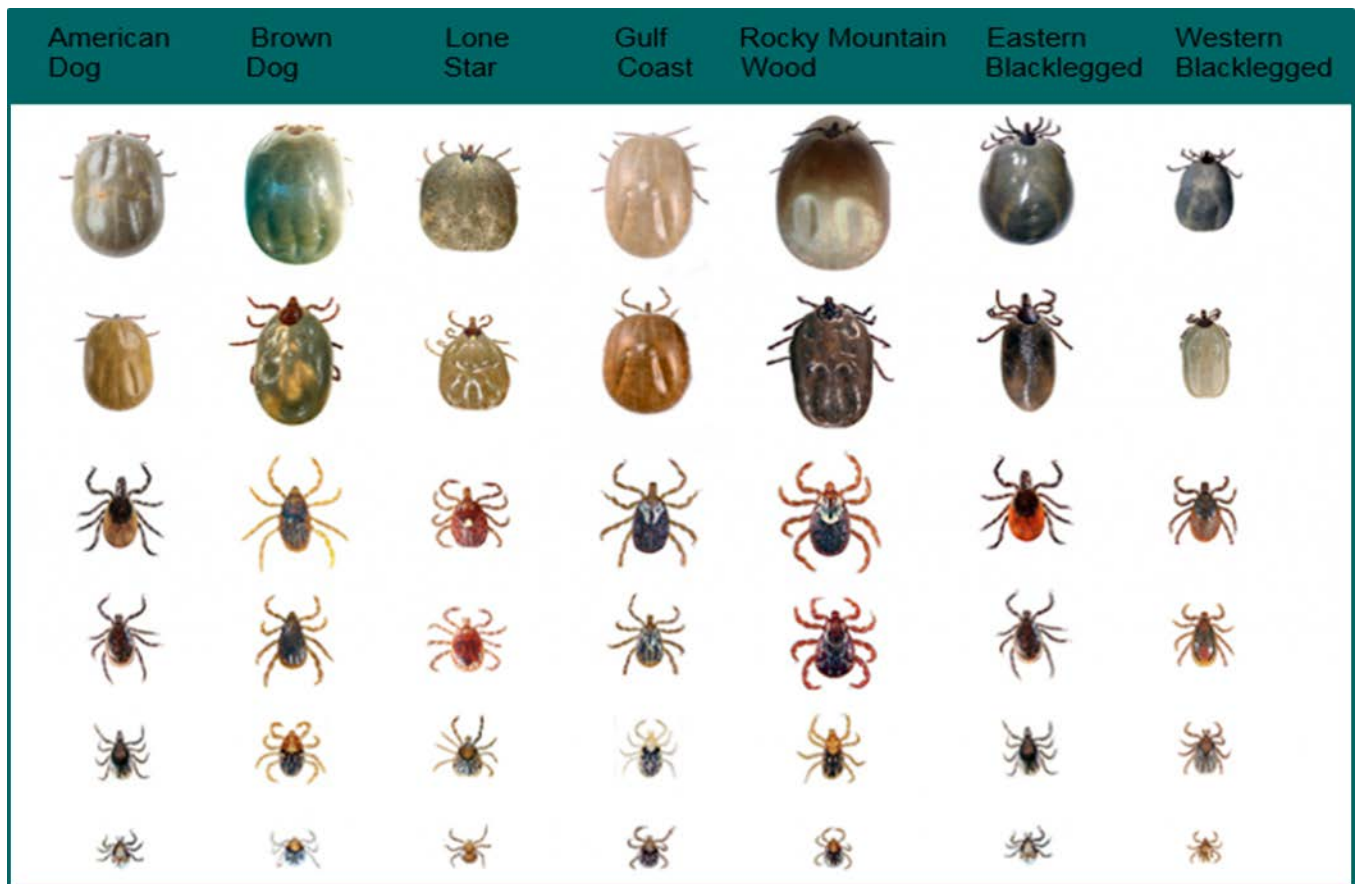 American Dog
Brown Dog
Lone Star
Gulf Coast
Rocky Mountain Wood
Eastern Blacklegged
Western Blacklegged